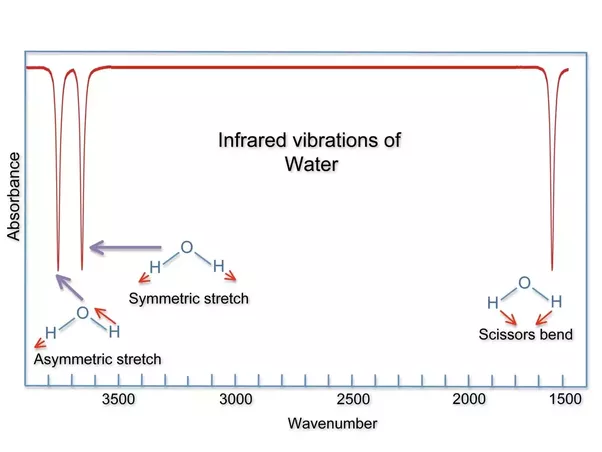 Infrared vibrations of
Water
Absorbance
O
H H
Symmetric stretch
O
H H
Asymmetric stretch
O
H H
Scissors bend
3500 3000 2500 2000 1500
Wavenumber